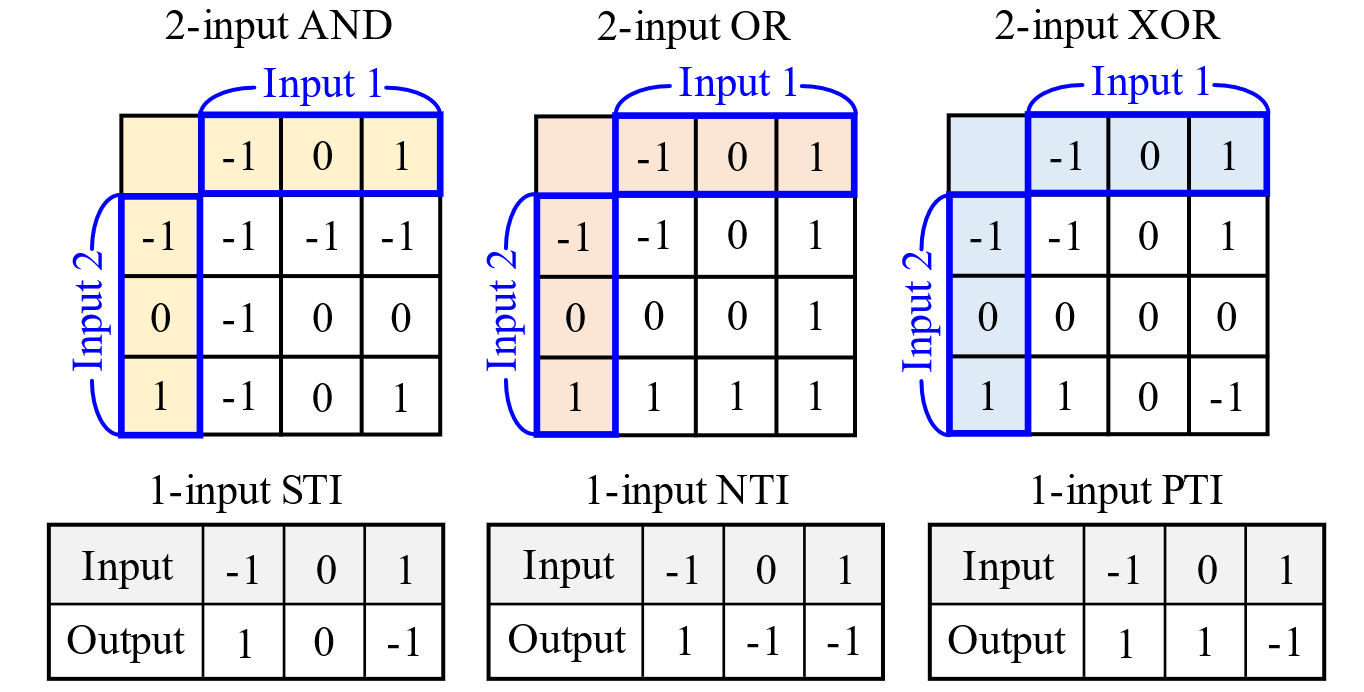 2-input AND
Input 1
-1 0 1
Input 2
-1 -1 -1 -1
0 -1 0 0
1 -1 0 1
2-input OR
Input 1
-1 0 1
Input 2
-1 -1 0 1
0 0 0 1
1 1 1 1
2-input XOR
Input 1
-1 0 1
Input 2
-1 -1 0 1
0 0 0 0
1 1 0 -1
1-input STI
Input -1 0 1
Output 1 0 -1
1-input NTI
Input -1 0 1
Output 1 -1 -1
1-input PTI
Input -1 0 1
Output 1 1 -1